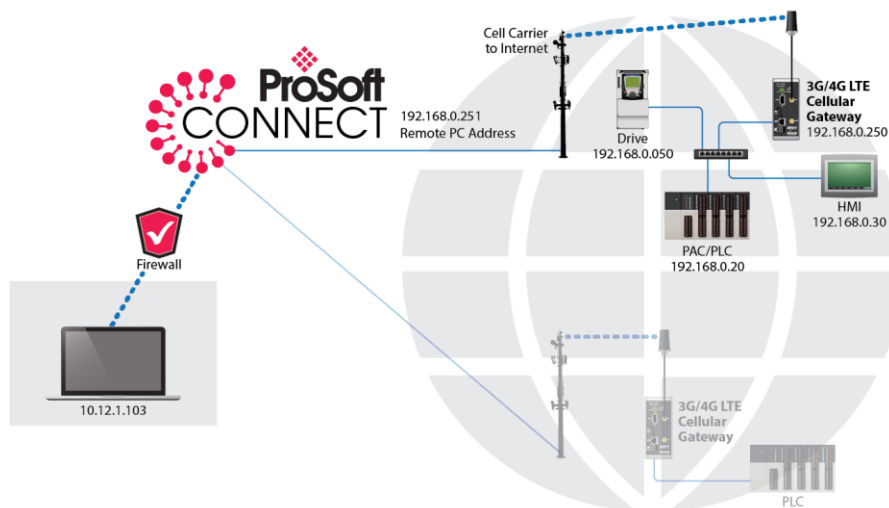 ProSoft
CONNECT
Cell Carrier
to Internet
192.168.0.251
Remote PC Address
Drive
192.168.0.050
3G/4G LTE
Cellular
Gateway
192.168.0.250
HMI
192.168.0.30
PAC/PLC
192.168.0.20
Firewall
10.12.1.103
3G/4G LTE
Cellular
Gateway
PLC